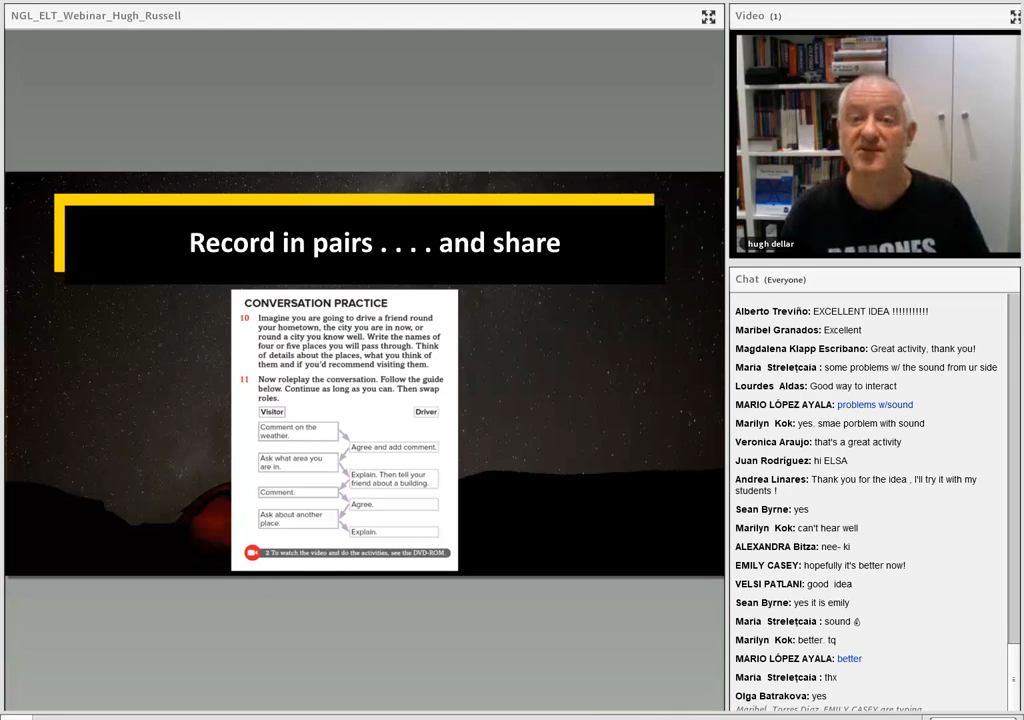 NGL_ELT_Webinar_Hugh_Russell
Record in pairs . . . . and share
CONVERSATION PRACTICE
10 Imagine you are going to drive a friend round
your hometown, the city you are in now, or
round a city you know well. Write the names of
four or five places you will pass through. Think
of details about the places, what you think of
them and if you'd recommend visiting them.
11 Now roleplay the conversation. Follow the guide
below. Continue as long as you can. Then swap
roles.
Visitor
Driver
Comment on the
weather.
Agree and add comment.
Ask what area you
are in.
Explain. Then tell your
friend about a building.
Comment.
Agree.
Ask about another
place.
Explain.
2 To watch the video and do the activities, see the DVD-ROM.
Video (1)
RAMONES
hugh dellar
Chat (Everyone)
Alberto Treviño: EXCELLENT IDEA !!!!!!!!!!!
Maribel Granados: Excellent
Magdalena Klapp Escribano: Great activity, thank you!
Maria Streleţcaia : some problems w/ the sound from ur side
Lourdes Aldas: Good way to interact
MARIO LÓPEZ AYALA: problems w/sound
Marilyn Kok: yes. smae porblem with sound
Veronica Araujo: that's a great activity
Juan Rodríguez: hi ELSA
Andrea Linares: Thank you for the idea , I'll try it with my
students !
Sean Byrne: yes
Marilyn Kok: can't hear well
ALEXANDRA Bitza: nee- ki
EMILY CASEY: hopefully it's better now!
VELSI PATLANI: good idea
Sean Byrne: yes it is emily
Maria Streleţcaia : sound 👌
Marilyn Kok: better. tq
MARIO LÓPEZ AYALA: better
Maria Streleţcaia : thx
Olga Batrakova: yes
Maribel Torres Diaz, EMILY CASEY are typing